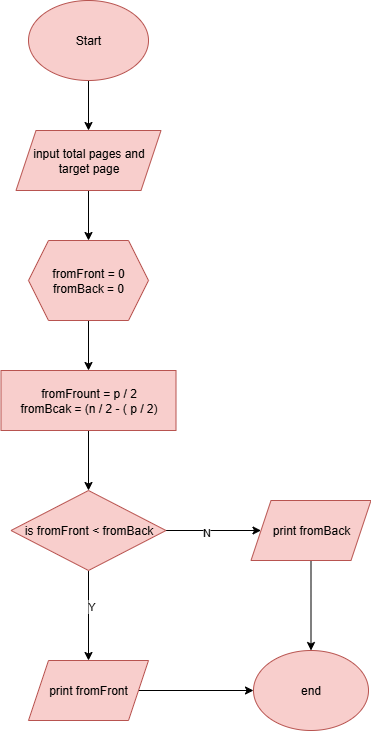 Start
input total pages and
target page
fromFront = 0
fromBack = 0
fromFrount = p / 2
fromBcak = (n / 2 - ( p / 2)
is fromFront < fromBack
N
print fromBack
Y
print fromFront
end